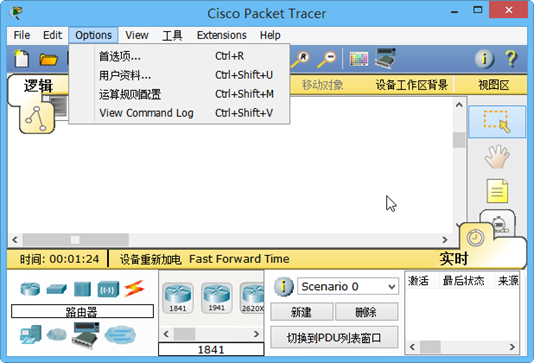 Cisco Packet Tracer
File Edit Options View 工具 Extensions Help
首选项... Ctrl+R
用户资料... Ctrl+Shift+U
运算规则配置 Ctrl+Shift+M
View Command Log Ctrl+Shift+V
逻辑 移动对象 设备工作区背景 视图区
时间: 00:01:24 设备重新加电 Fast Forward Time 实时
Scenario 0
激活 最后状态 来源
1841 1941 2620X
新建 删除
路由器
切换到PDU列表窗口
1841